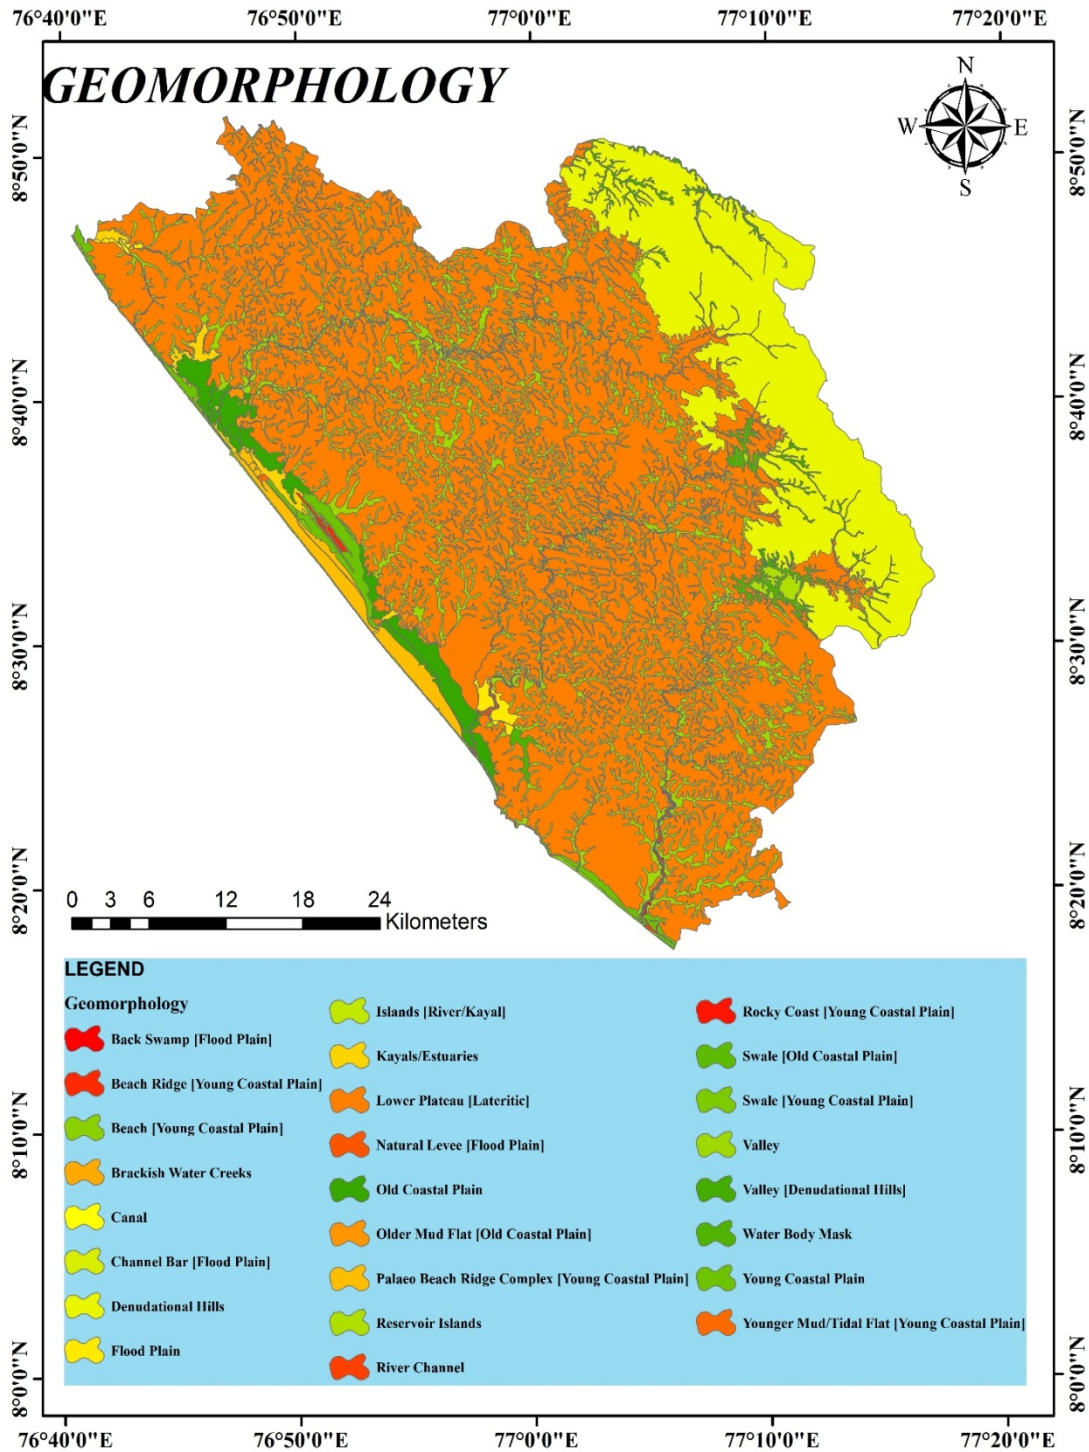 76°40'0"E 76°50'0"E 77°0'0"E 77°10'0"E 77°20'0"E
GEOMORPHOLOGY
N
W E
S
8°50'0"N 8°50'0"N
8°40'0"N 8°40'0"N
8°30'0"N 8°30'0"N
8°20'0"N 8°20'0"N
0 3 6 12 18 24
Kilometers
LEGEND
Geomorphology
Back Swamp [Flood Plain]
Beach Ridge [Young Coastal Plain]
Beach [Young Coastal Plain]
Brackish Water Creeks
Canal
Channel Bar [Flood Plain]
Denudational Hills
Flood Plain
Islands [River/Kayal]
Kayals/Estuaries
Lower Plateau [Lateritic]
Natural Levee [Flood Plain]
Old Coastal Plain
Older Mud Flat [Old Coastal Plain]
Palaeo Beach Ridge Complex [Young Coastal Plain]
Reservoir Islands
River Channel
Rocky Coast [Young Coastal Plain]
Swale [Old Coastal Plain]
Swale [Young Coastal Plain]
Valley
Valley [Denudational Hills]
Water Body Mask
Young Coastal Plain
Younger Mud/Tidal Flat [Young Coastal Plain]
8°10'0"N 8°10'0"N
8°0'0"N 8°0'0"N
76°40'0"E 76°50'0"E 77°0'0"E 77°10'0"E 77°20'0"E